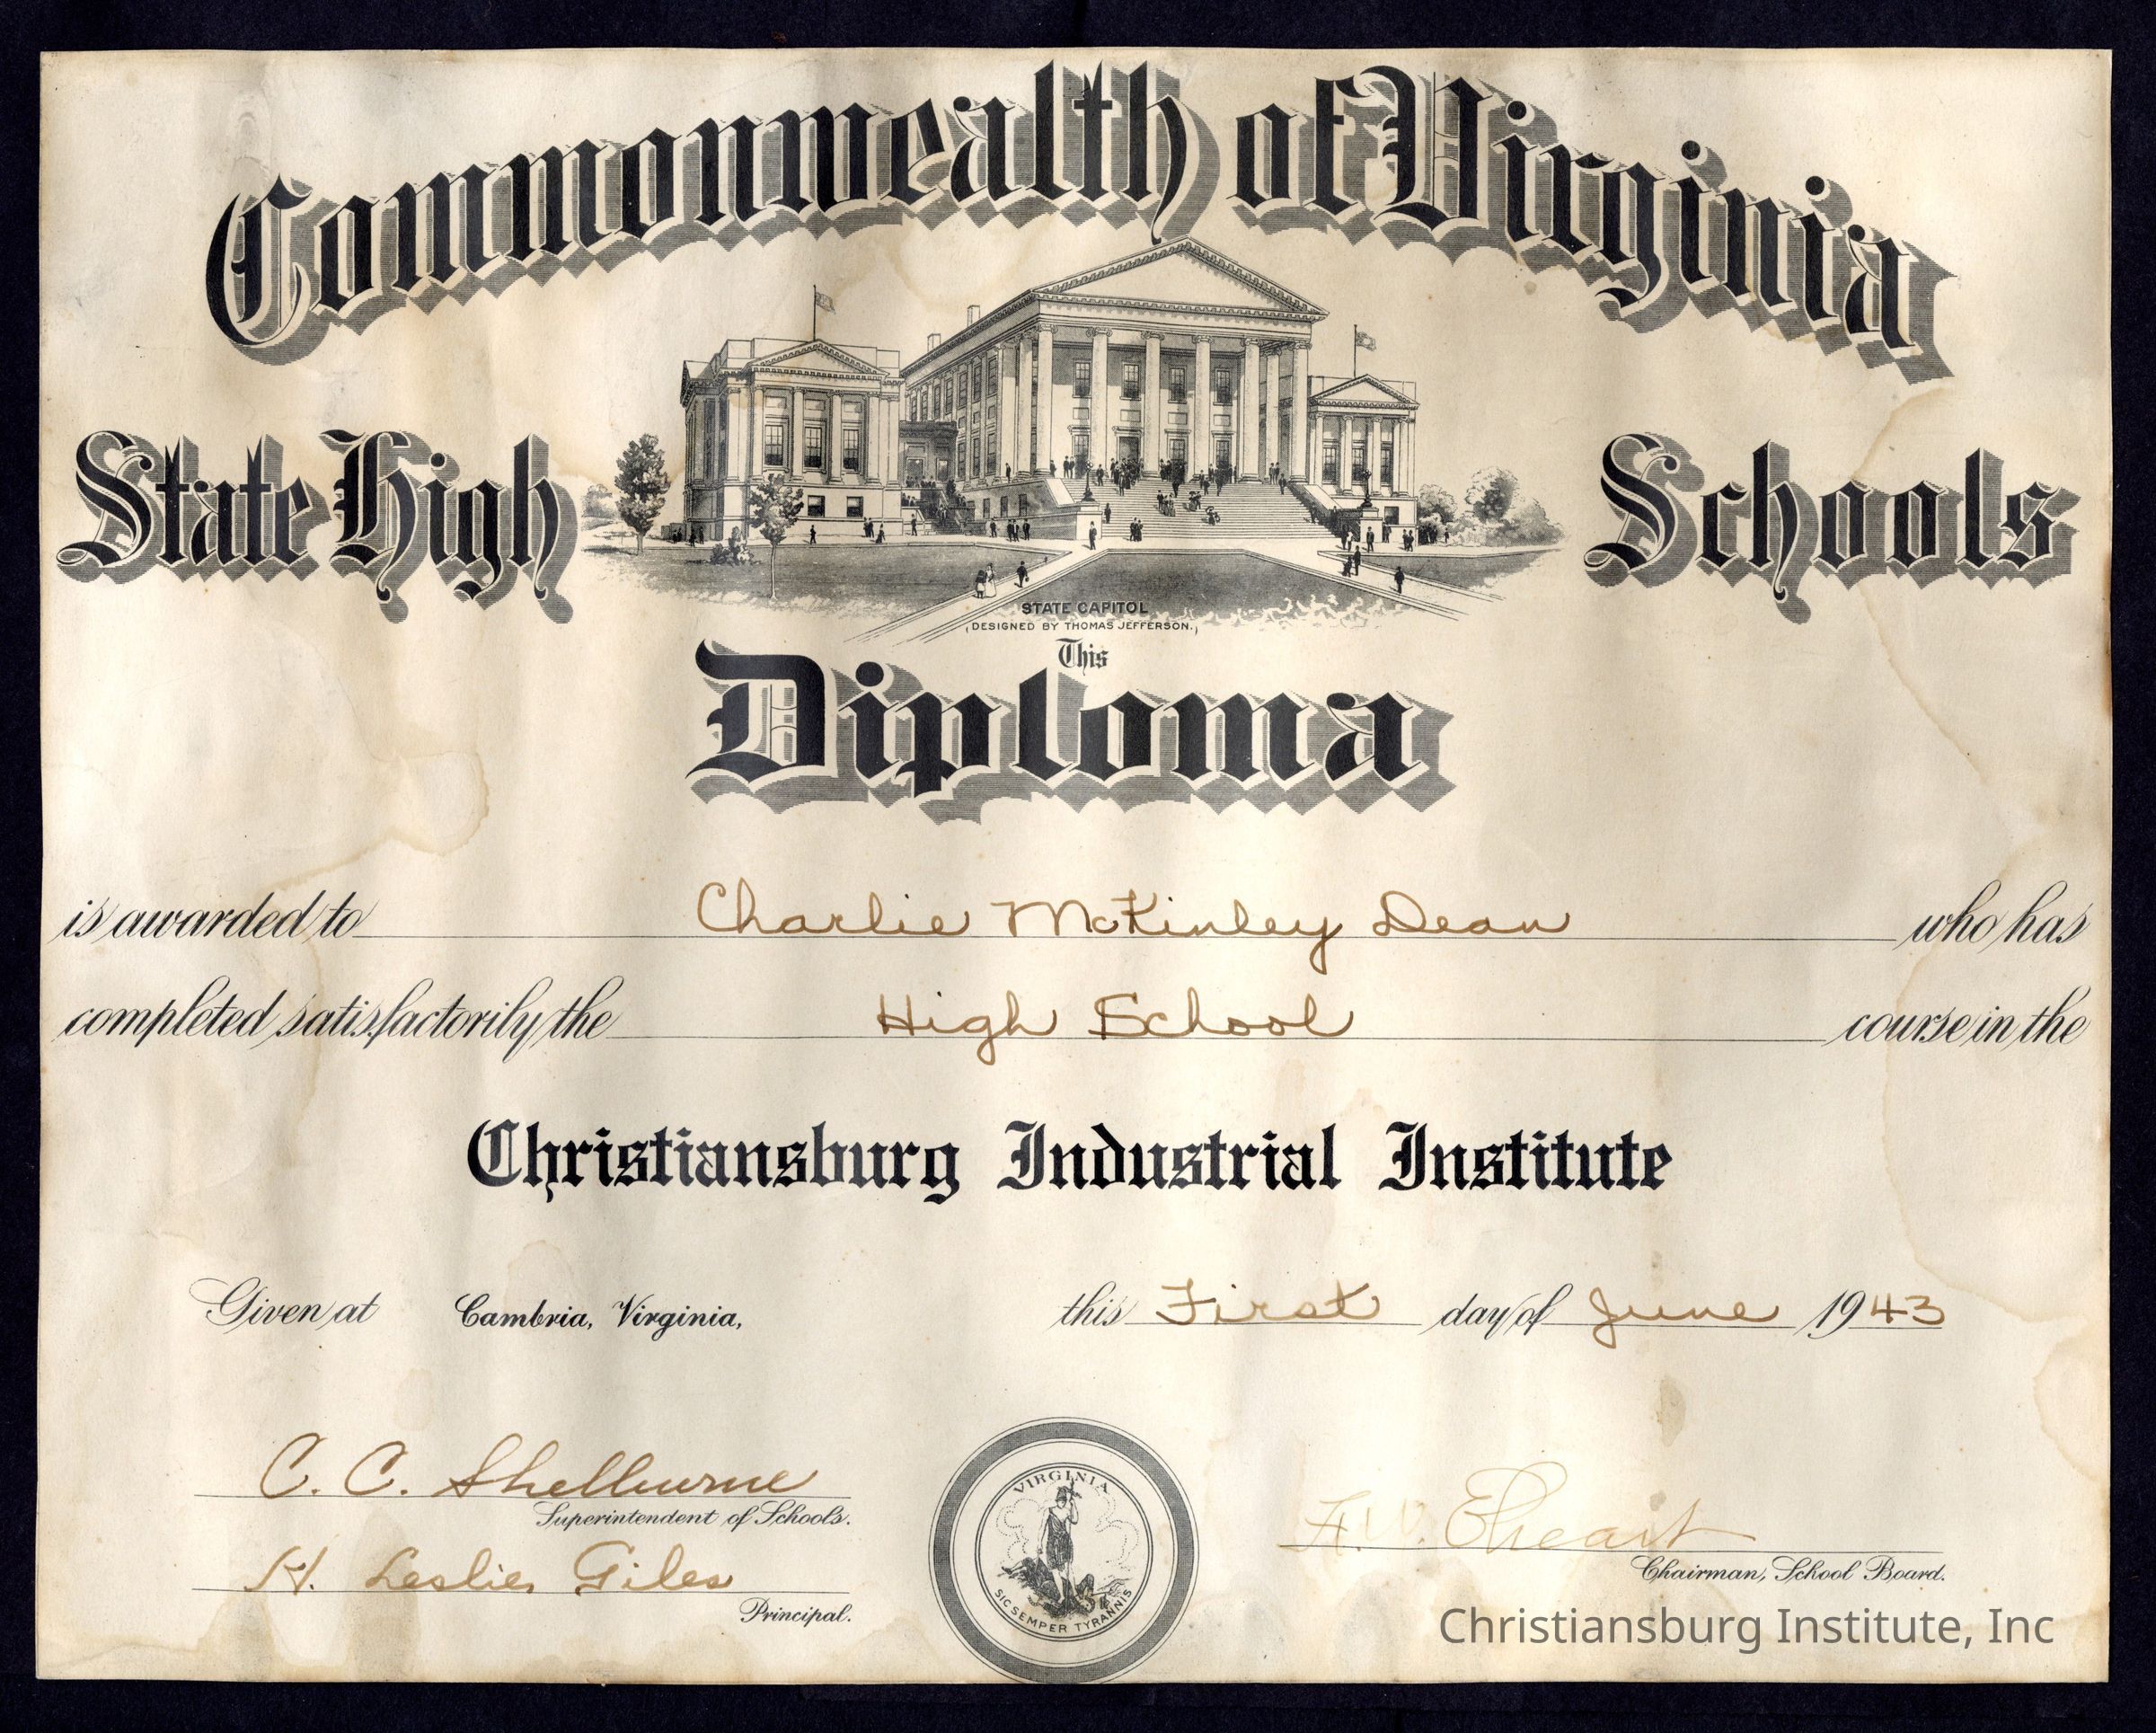 Commonwealth of Virginia
State High Schools
STATE CAPITOL
(DESIGNED BY THOMAS JEFFERSON.)
This
Diploma
is awarded to Charlie McKinley Dean who has
completed satisfactorily the High School course in the
Christiansburg Industrial Institute
Given at Cambria, Virginia, this First day of June 1943
C. C. Shelburne
Superintendent of Schools.
H. Leslie Giles
Principal.
VIRGINIA
SIC SEMPER TYRANNIS
Eheart
Chairman, School Board.
Christiansburg Institute, Inc